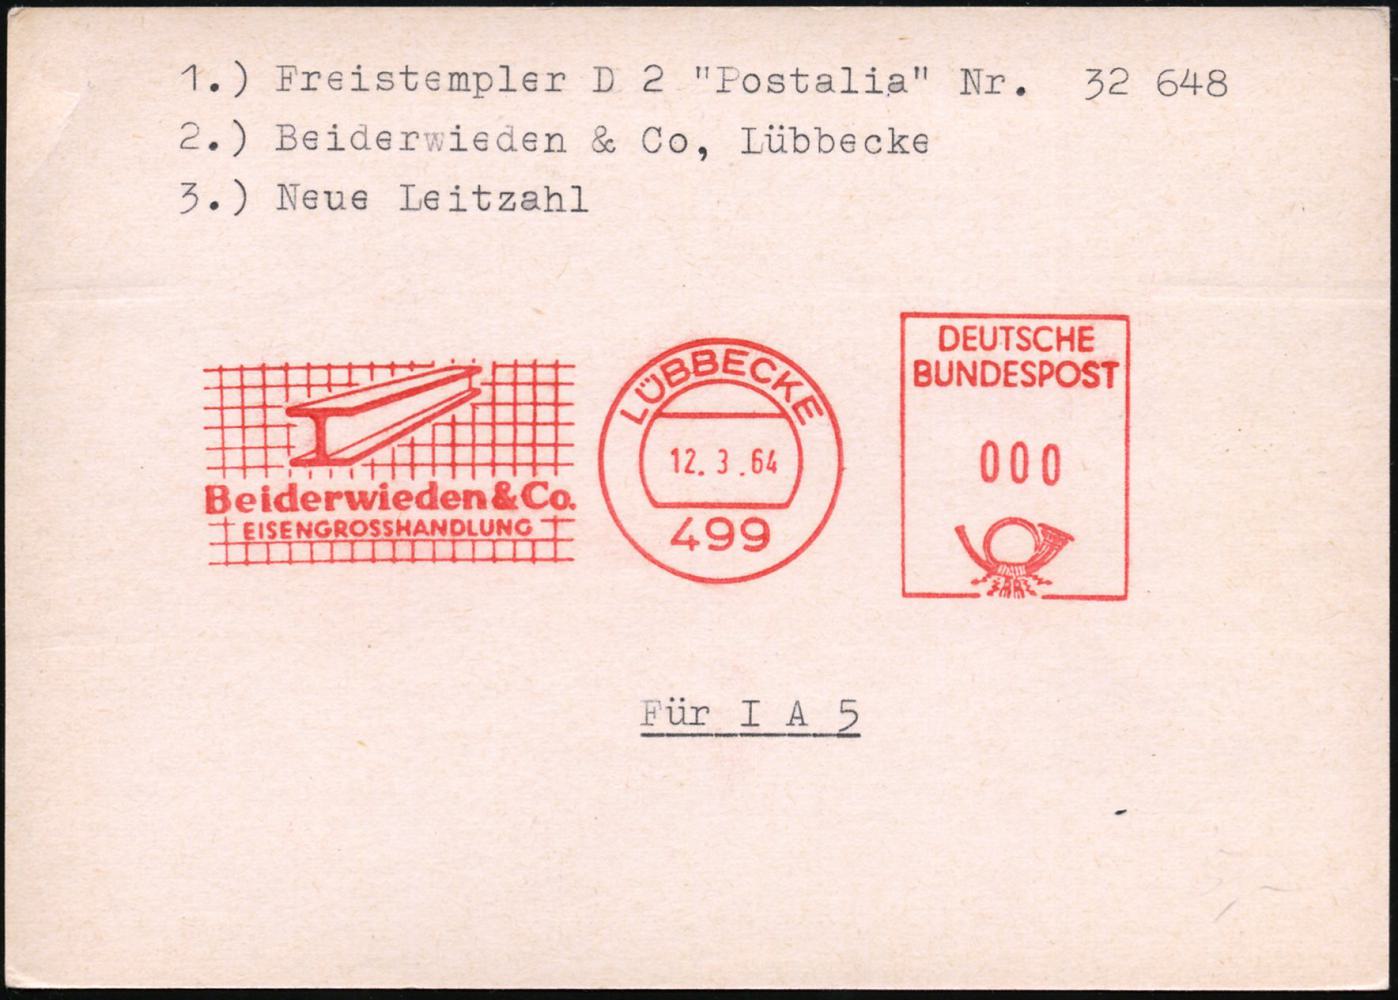 1.) Freistempler D 2 "Postalia" Nr. 32 648
2.) Beiderwieden & Co, Lübbecke
3.) Neue Leitzahl
Beiderwieden & Co.
EISENGROSSHANDLUNG
LÜBBECKE
12. 3. 64
499
DEUTSCHE
BUNDESPOST
000
Für I A 5